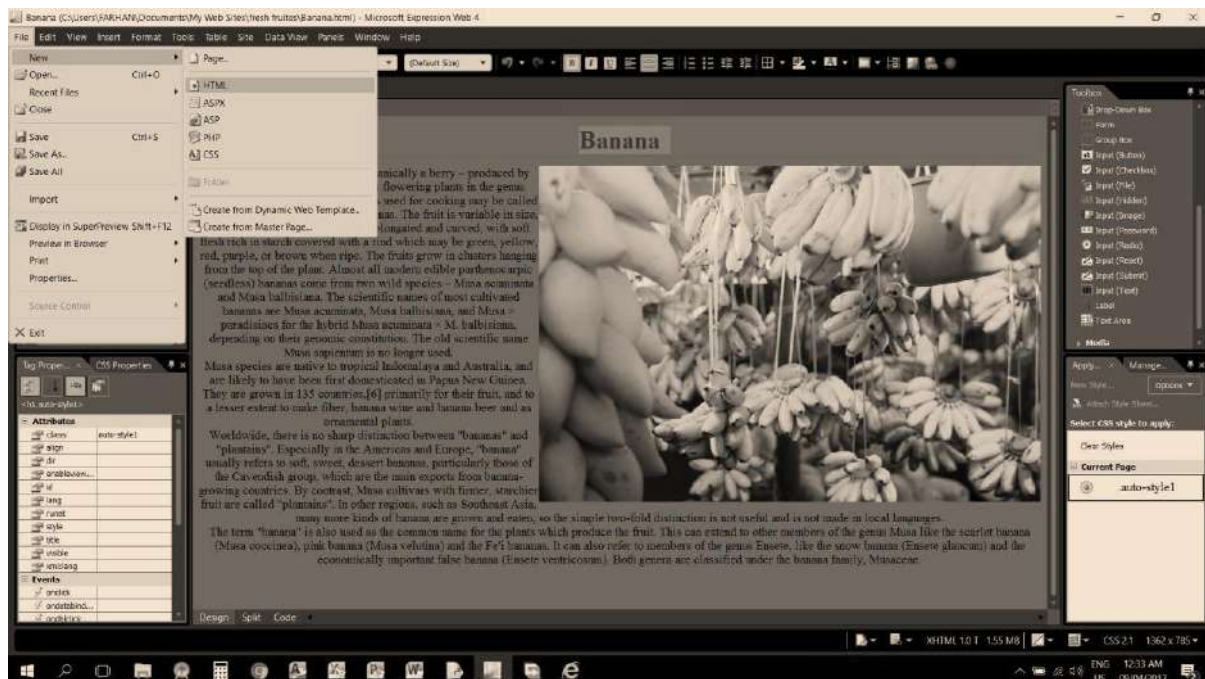 Banana (C:\Users\FARHAN\Documents\My Web Sites\fresh fruites\Banana.html) - Microsoft Expression Web 4
File Edit View Insert Format Tools Table Site Data View Panels Window Help
New
Open... Ctrl+O
Recent Files
Close
Save Ctrl+S
Save As...
Save All
Import
Display in SuperPreview Shift+F12
Preview in Browser
Print
Properties...
Source Control
Exit
Page...
HTML
ASPX
ASP
PHP
CSS
Folder
Create from Dynamic Web Template...
Create from Master Page...
(Default Size)
Banana
anically a berry – produced by
flowering plants in the genus
used for cooking may be called
The fruit is variable in size,
elongated and curved, with soft
flesh rich in starch covered with a rind which may be green, yellow,
red, purple, or brown when ripe. The fruits grow in clusters hanging
from the top of the plant. Almost all modern edible parthenocarpic
(seedless) bananas come from two wild species – Musa acuminata
and Musa balbisiana. The scientific names of most cultivated
bananas are Musa acuminata, Musa balbisiana, and Musa ×
paradisiaca for the hybrid Musa acuminata × M. balbisiana,
depending on their genomic constitution. The old scientific name
Musa sapientum is no longer used.
Musa species are native to tropical Indomalaya and Australia, and
are likely to have been first domesticated in Papua New Guinea.
They are grown in 135 countries,[6] primarily for their fruit, and to
a lesser extent to make fiber, banana wine and banana beer and as
ornamental plants.
Worldwide, there is no sharp distinction between "bananas" and
"plantains". Especially in the Americas and Europe, "banana"
usually refers to soft, sweet, dessert bananas, particularly those of
the Cavendish group, which are the main exports from banana-
growing countries. By contrast, Musa cultivars with firmer, starchier
fruit are called "plantains". In other regions, such as Southeast Asia,
many more kinds of banana are grown and eaten, so the simple two-fold distinction is not useful and is not made in local languages.
The term "banana" is also used as the common name for the plants which produce the fruit. This can extend to other members of the genus Musa like the scarlet banana
(Musa coccinea), pink banana (Musa velutina) and the Fe'i bananas. It can also refer to members of the genus Ensete, like the snow banana (Ensete glaucum) and the
economically important false banana (Ensete ventricosum). Both genera are classified under the banana family, Musaceae.
Toolbox
Drop-Down Box
Form
Group Box
Input (Button)
Input (Checkbox)
Input (File)
Input (Hidden)
Input (Image)
Input (Password)
Input (Radio)
Input (Reset)
Input (Submit)
Input (Text)
Label
Text Area
Media
Apply... Manage...
New Style... Options
Attach Style Sheet...
Select CSS style to apply:
Clear Styles
Current Page
.auto-style1
Tag Proper... CSS Properties
<h1.auto-style1>
Attributes
class auto-style1
align
dir
enableview...
id
lang
runat
style
title
visible
xml:lang
Events
onclick
ondatabind...
ondblclick
Design Split Code
XHTML 1.0 T 1.55 MB CSS 2.1 1362 x 785
ENG 12:33 AM
US 09/04/2017